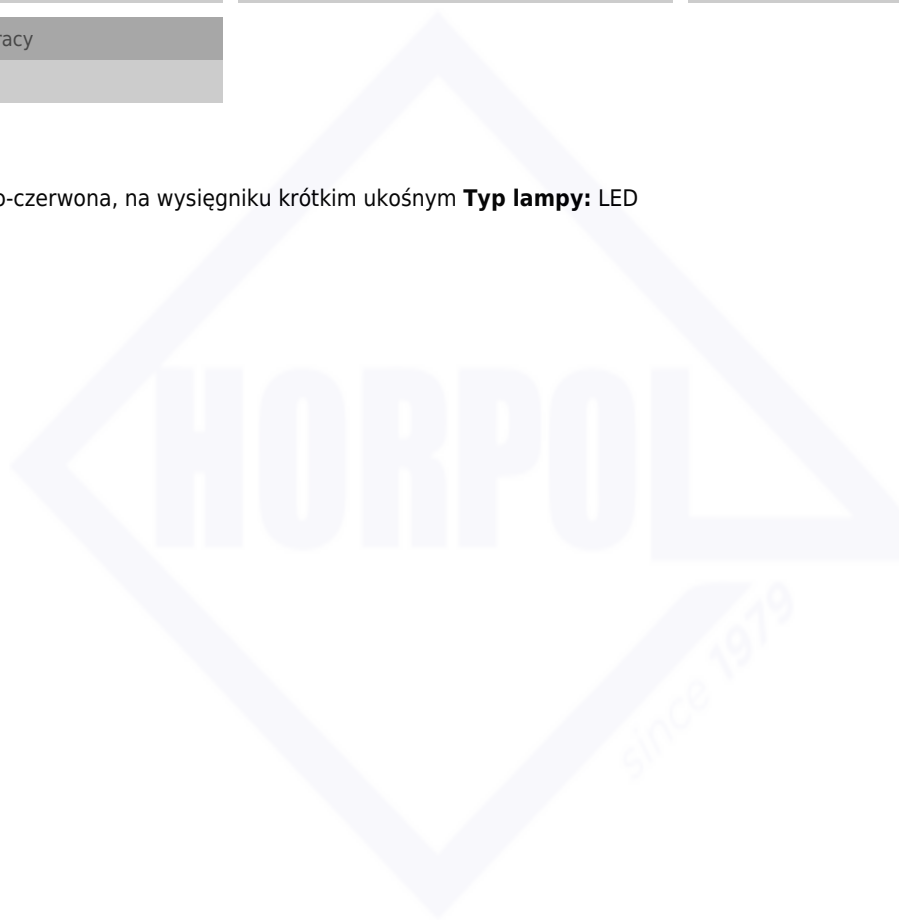 racy
o-czerwona, na wysięgniku krótkim ukośnym Typ lampy: LED
HORPOL
since 1979